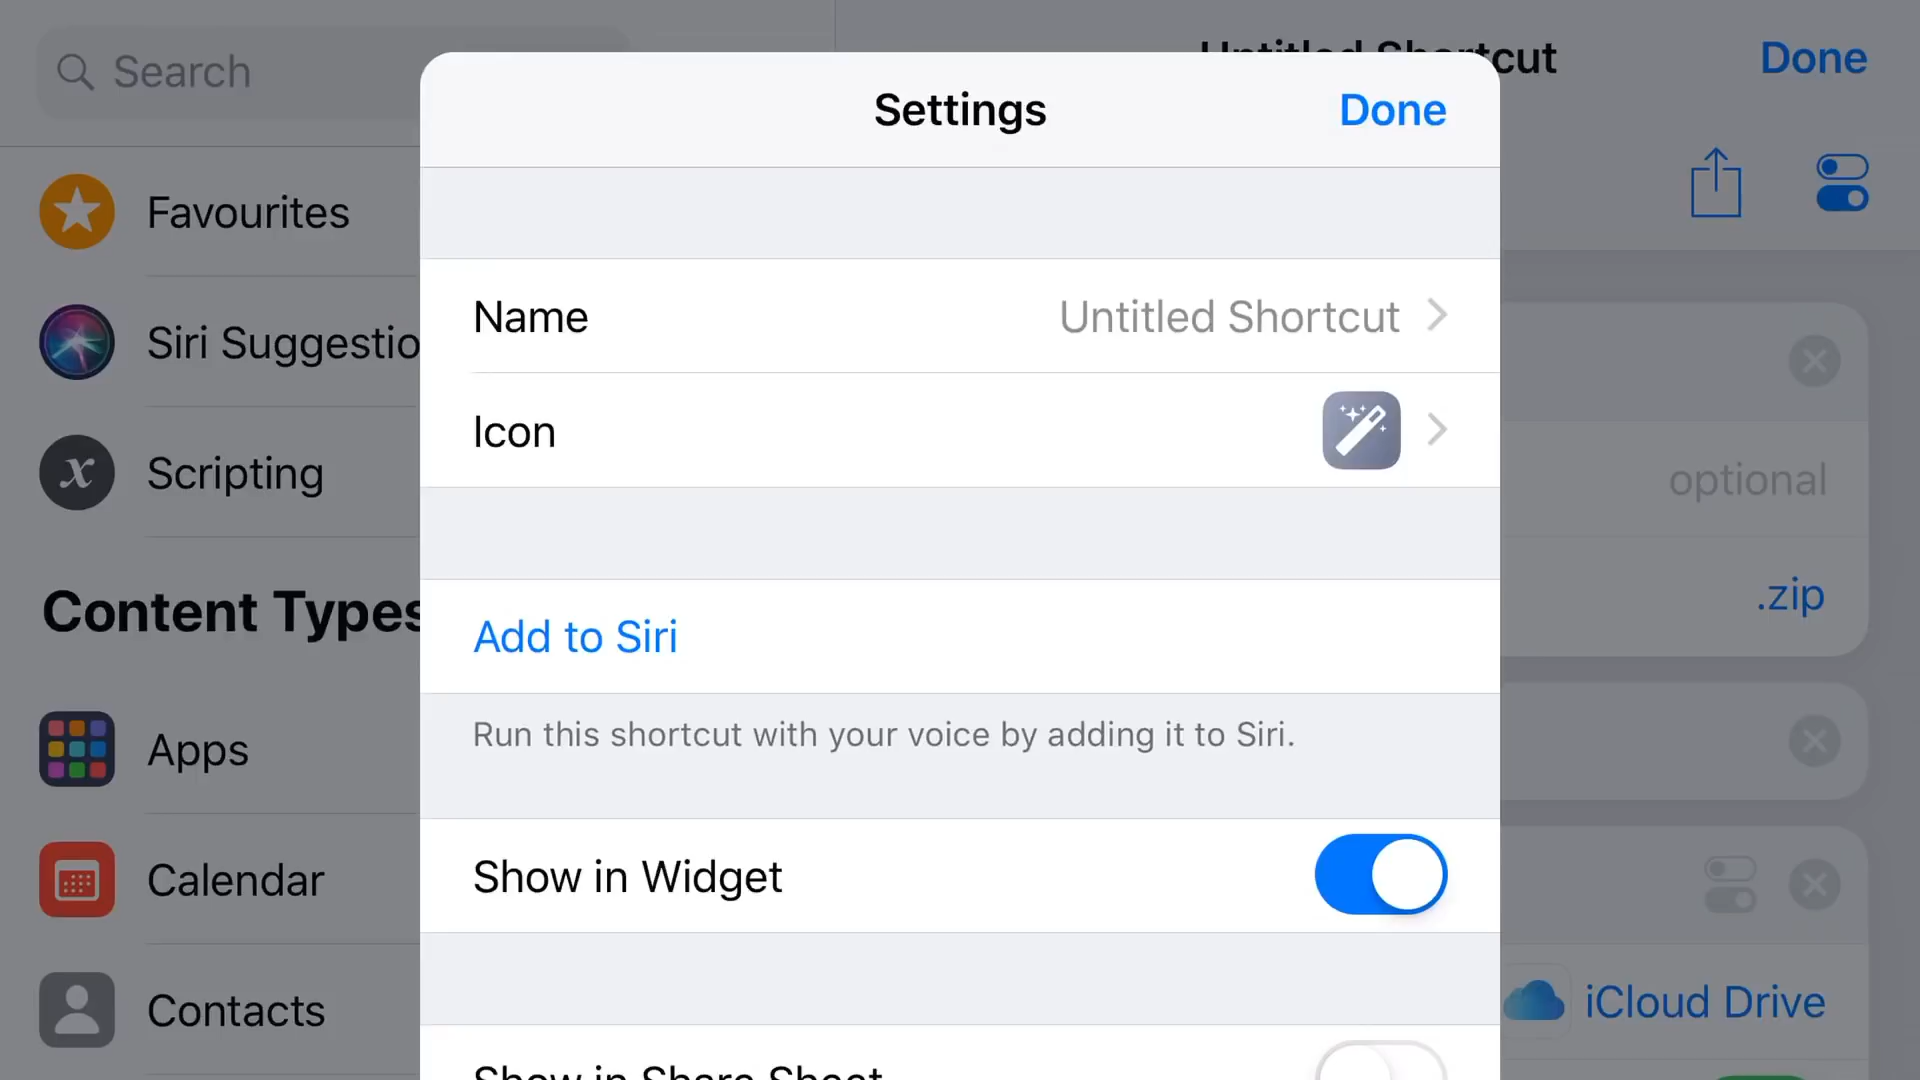 Search
Untitled Shortcut
Done
Settings
Done
Favourites
Siri Suggestio
Scripting
Content Types
Apps
Calendar
Contacts
Name
Untitled Shortcut
Icon
Add to Siri
Run this shortcut with your voice by adding it to Siri.
Show in Widget
Show in Share Sheet
optional
.zip
iCloud Drive